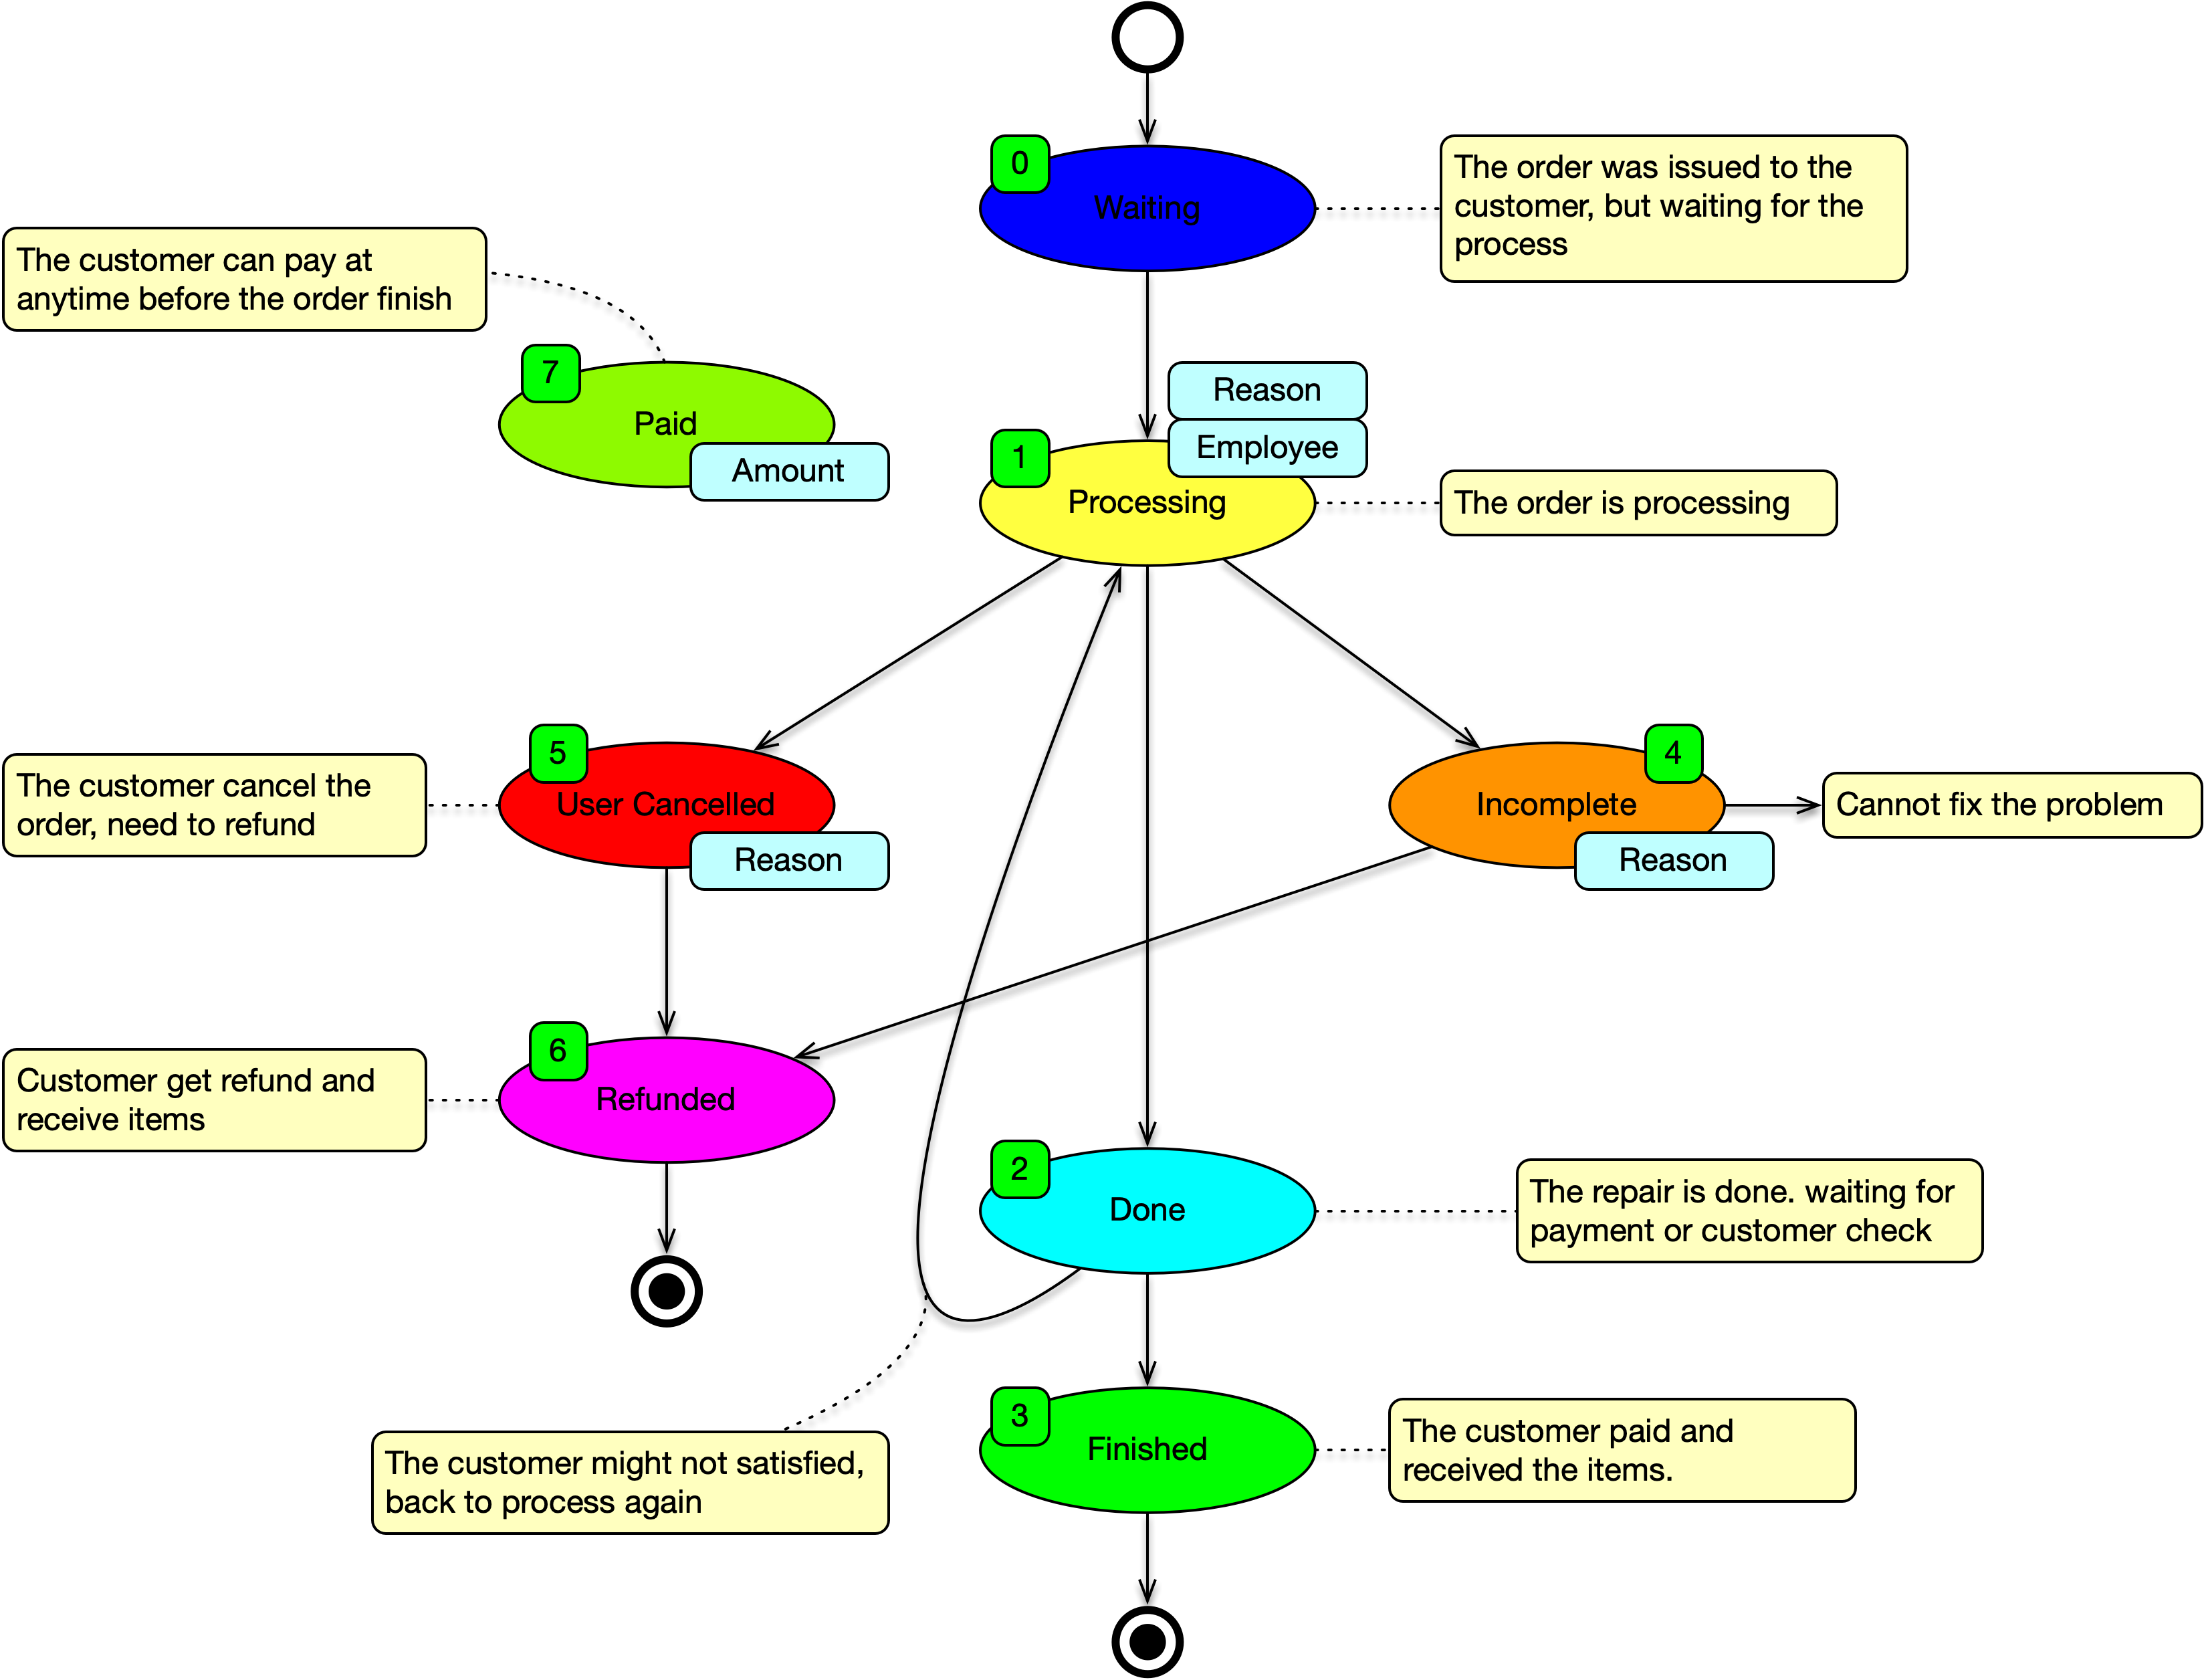 0
Waiting
The order was issued to the
customer, but waiting for the
process
The customer can pay at
anytime before the order finish
7
Paid
Amount
Reason
Employee
1
Processing
The order is processing
5
User Cancelled
Reason
The customer cancel the
order, need to refund
4
Incomplete
Reason
Cannot fix the problem
6
Refunded
Customer get refund and
receive items
2
Done
The repair is done. waiting for
payment or customer check
3
Finished
The customer paid and
received the items.
The customer might not satisfied,
back to process again